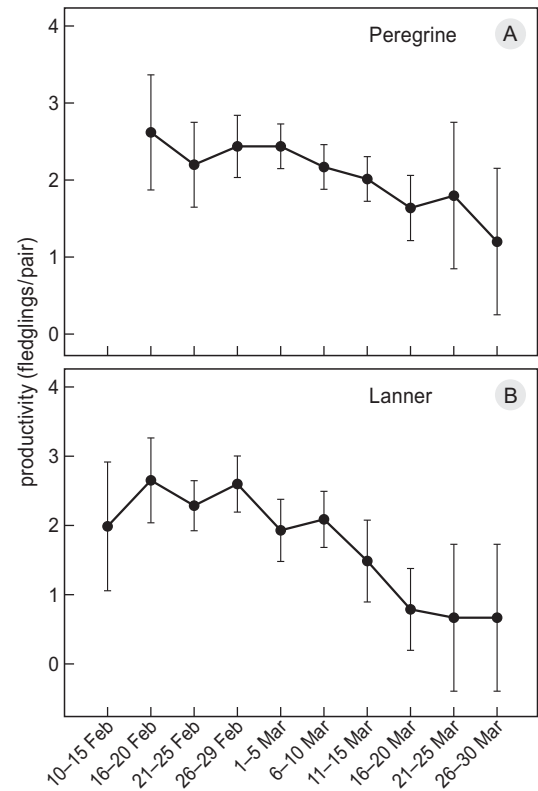 Peregrine
A
4
3
2
1
0
productivity (fledglings/pair)
Lanner
B
4
3
2
1
0
10–15 Feb
16–20 Feb
21–25 Feb
26–29 Feb
1–5 Mar
6–10 Mar
11–15 Mar
16–20 Mar
21–25 Mar
26–30 Mar